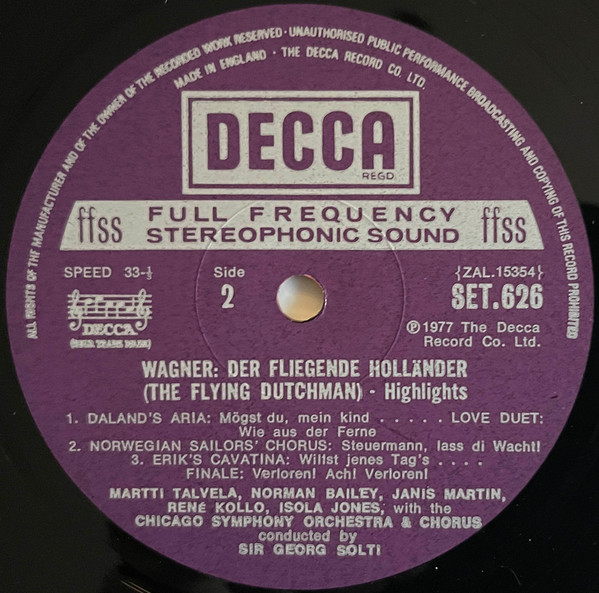 ALL RIGHTS OF THE MANUFACTURER AND OF THE OWNER OF THE RECORDED WORK RESERVED · UNAUTHORISED PUBLIC PERFORMANCE BROADCASTING AND COPYING OF THIS RECORD PROHIBITED
MADE IN ENGLAND · THE DECCA RECORD CO. LTD.
DECCA
REGD.
ffss FULL FREQUENCY STEREOPHONIC SOUND ffss
SPEED 33-⅓
Side
2
{ZAL.15354}
SET.626
DECCA
(REGD. TRADE MARK)
℗1977 The Decca
Record Co. Ltd.
WAGNER: DER FLIEGENDE HOLLÄNDER
(THE FLYING DUTCHMAN) - Highlights
1. DALAND'S ARIA: Mögst du, mein kind . . . . . LOVE DUET:
Wie aus der Ferne
2. NORWEGIAN SAILORS' CHORUS: Steuermann, lass di Wacht!
3. ERIK'S CAVATINA: Willst jenes Tag's . . . .
FINALE: Verloren! Ach! Verloren!
MARTTI TALVELA, NORMAN BAILEY, JANIS MARTIN,
RENÉ KOLLO, ISOLA JONES, with the
CHICAGO SYMPHONY ORCHESTRA & CHORUS
conducted by
SIR GEORG SOLTI